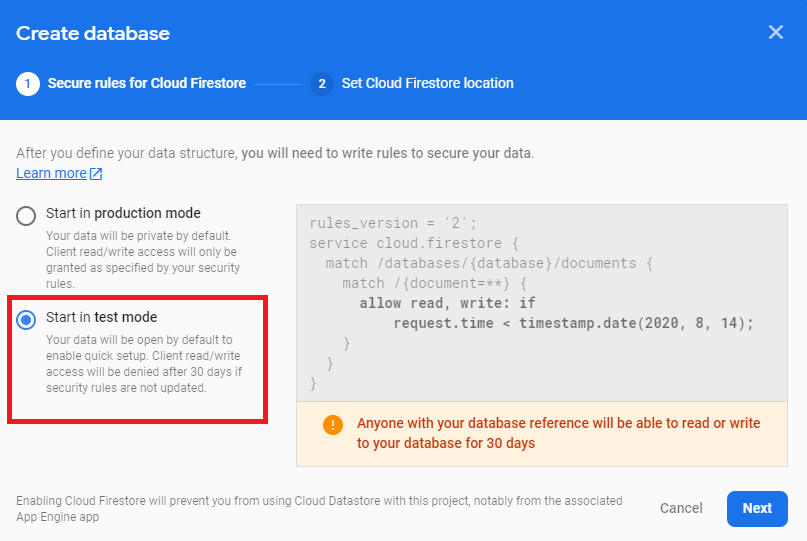 Create database
1 Secure rules for Cloud Firestore
2 Set Cloud Firestore location
After you define your data structure, you will need to write rules to secure your data.
Learn more
Start in production mode
Your data will be private by default.
Client read/write access will only be
granted as specified by your security
rules.
Start in test mode
Your data will be open by default to
enable quick setup. Client read/write
access will be denied after 30 days if
security rules are not updated.
rules_version = '2';
service cloud.firestore {
  match /databases/{database}/documents {
    match /{document=**} {
      allow read, write: if
          request.time < timestamp.date(2020, 8, 14);
    }
  }
}
! Anyone with your database reference will be able to read or write
to your database for 30 days
Enabling Cloud Firestore will prevent you from using Cloud Datastore with this project, notably from the associated
App Engine app
Cancel
Next